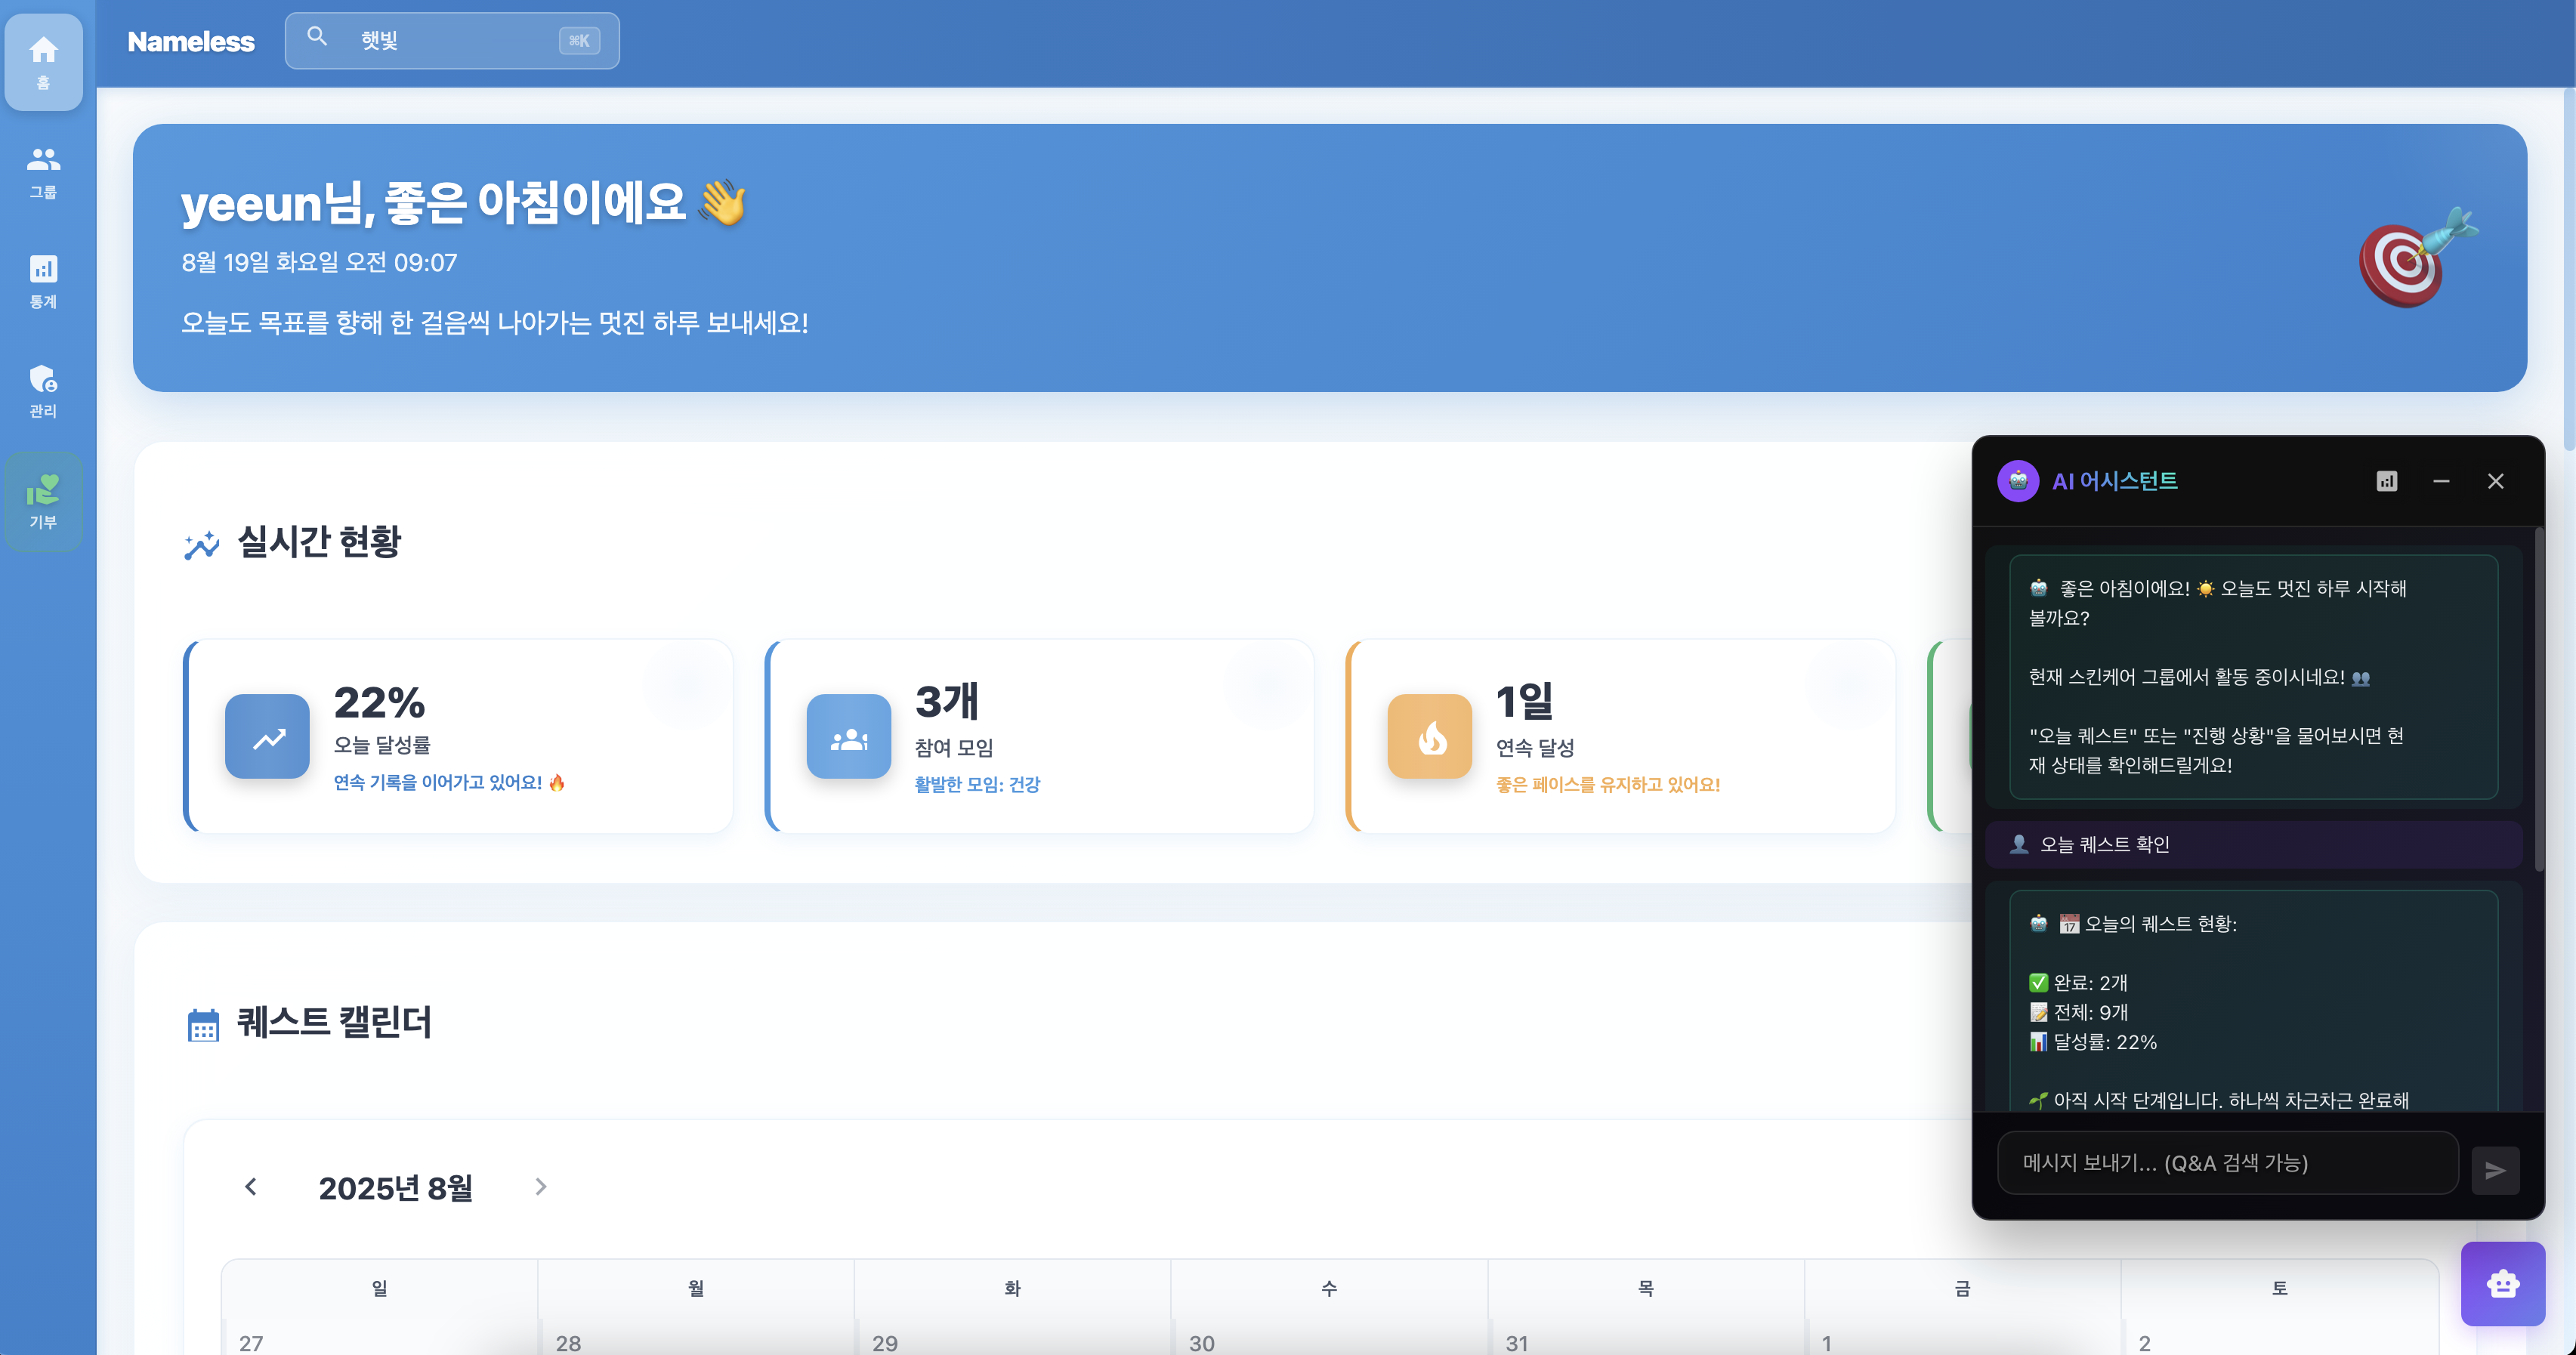 Nameless
햇빛
⌘K
홈
그룹
통계
관리
기부
yeeun님, 좋은 아침이에요 👋
8월 19일 화요일 오전 09:07
오늘도 목표를 향해 한 걸음씩 나아가는 멋진 하루 보내세요!
실시간 현황
22%
오늘 달성률
연속 기록을 이어가고 있어요! 🔥
3개
참여 모임
활발한 모임: 건강
1일
연속 달성
좋은 페이스를 유지하고 있어요!
퀘스트 캘린더
2025년 8월
일 월 화 수 목 금 토
27 28 29 30 31 1 2
AI 어시스턴트
🤖 좋은 아침이에요! ☀️ 오늘도 멋진 하루 시작해
볼까요?
현재 스킨케어 그룹에서 활동 중이시네요! 👥
"오늘 퀘스트" 또는 "진행 상황"을 물어보시면 현
재 상태를 확인해드릴게요!
👤 오늘 퀘스트 확인
🤖 📅 오늘의 퀘스트 현황:
✅ 완료: 2개
📝 전체: 9개
📊 달성률: 22%
🌱 아직 시작 단계입니다. 하나씩 차근차근 완료해
메시지 보내기... (Q&A 검색 가능)